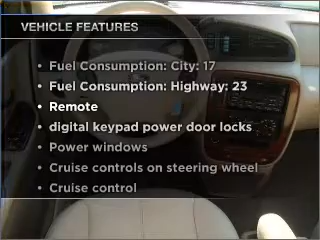 VEHICLE FEATURES
• Fuel Consumption: City: 17
• Fuel Consumption: Highway: 23
• Remote
• digital keypad power door locks
• Power windows
• Cruise controls on steering wheel
• Cruise control